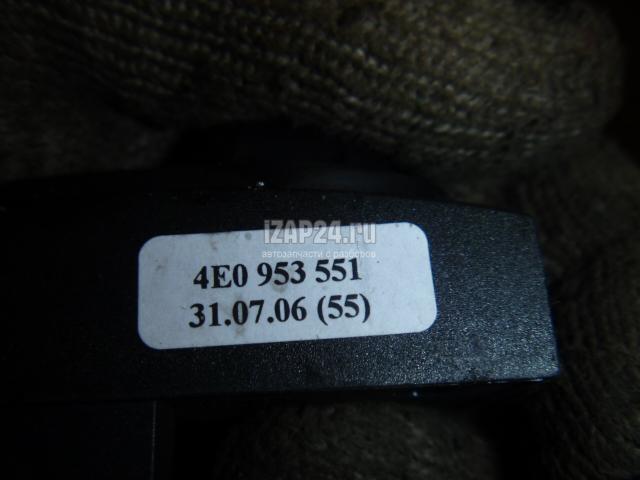 IZAP24.ru
автозапчасти с разборов
4E0 953 551
31.07.06 (55)